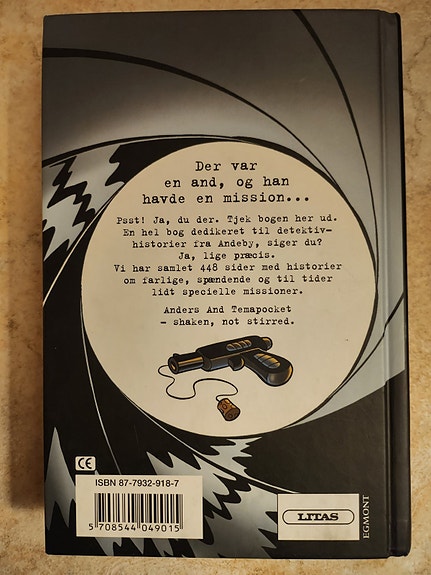 Der var
en and, og han
havde en mission...
Psst! Ja, du der. Tjek bogen her ud.
En hel bog dedikeret til detektiv-
historier fra Andeby, siger du?
Ja, lige præcis.
Vi har samlet 448 sider med historier
om farlige, spændende og til tider
lidt specielle missioner.
Anders And Temapocket
- shaken, not stirred.
CE
ISBN 87-7932-918-7
5 708544 049015
LITAS
EGMONT